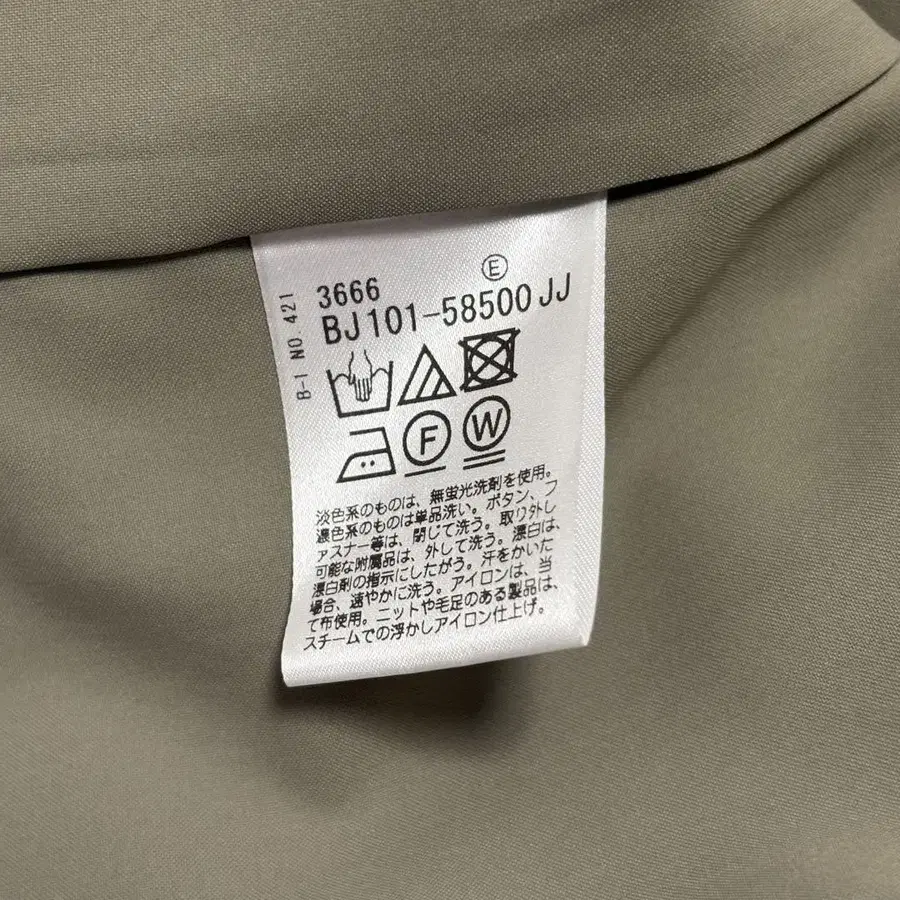 B-1 NO.421
E
3666
BJ101-58500JJ
F
W
淡色系のものは、無蛍光洗剤を使用。
濃色系のものは単品洗い。ボタン、フ
ァスナー等は、閉じて洗う。取り外し
可能な附属品は、外して洗う。漂白は、
漂白剤の指示にしたがう。汗をかいた
場合、速やかに洗う。アイロンは、当
て布使用。ニットや毛足のある製品は、
スチームでの浮かしアイロン仕上げ。